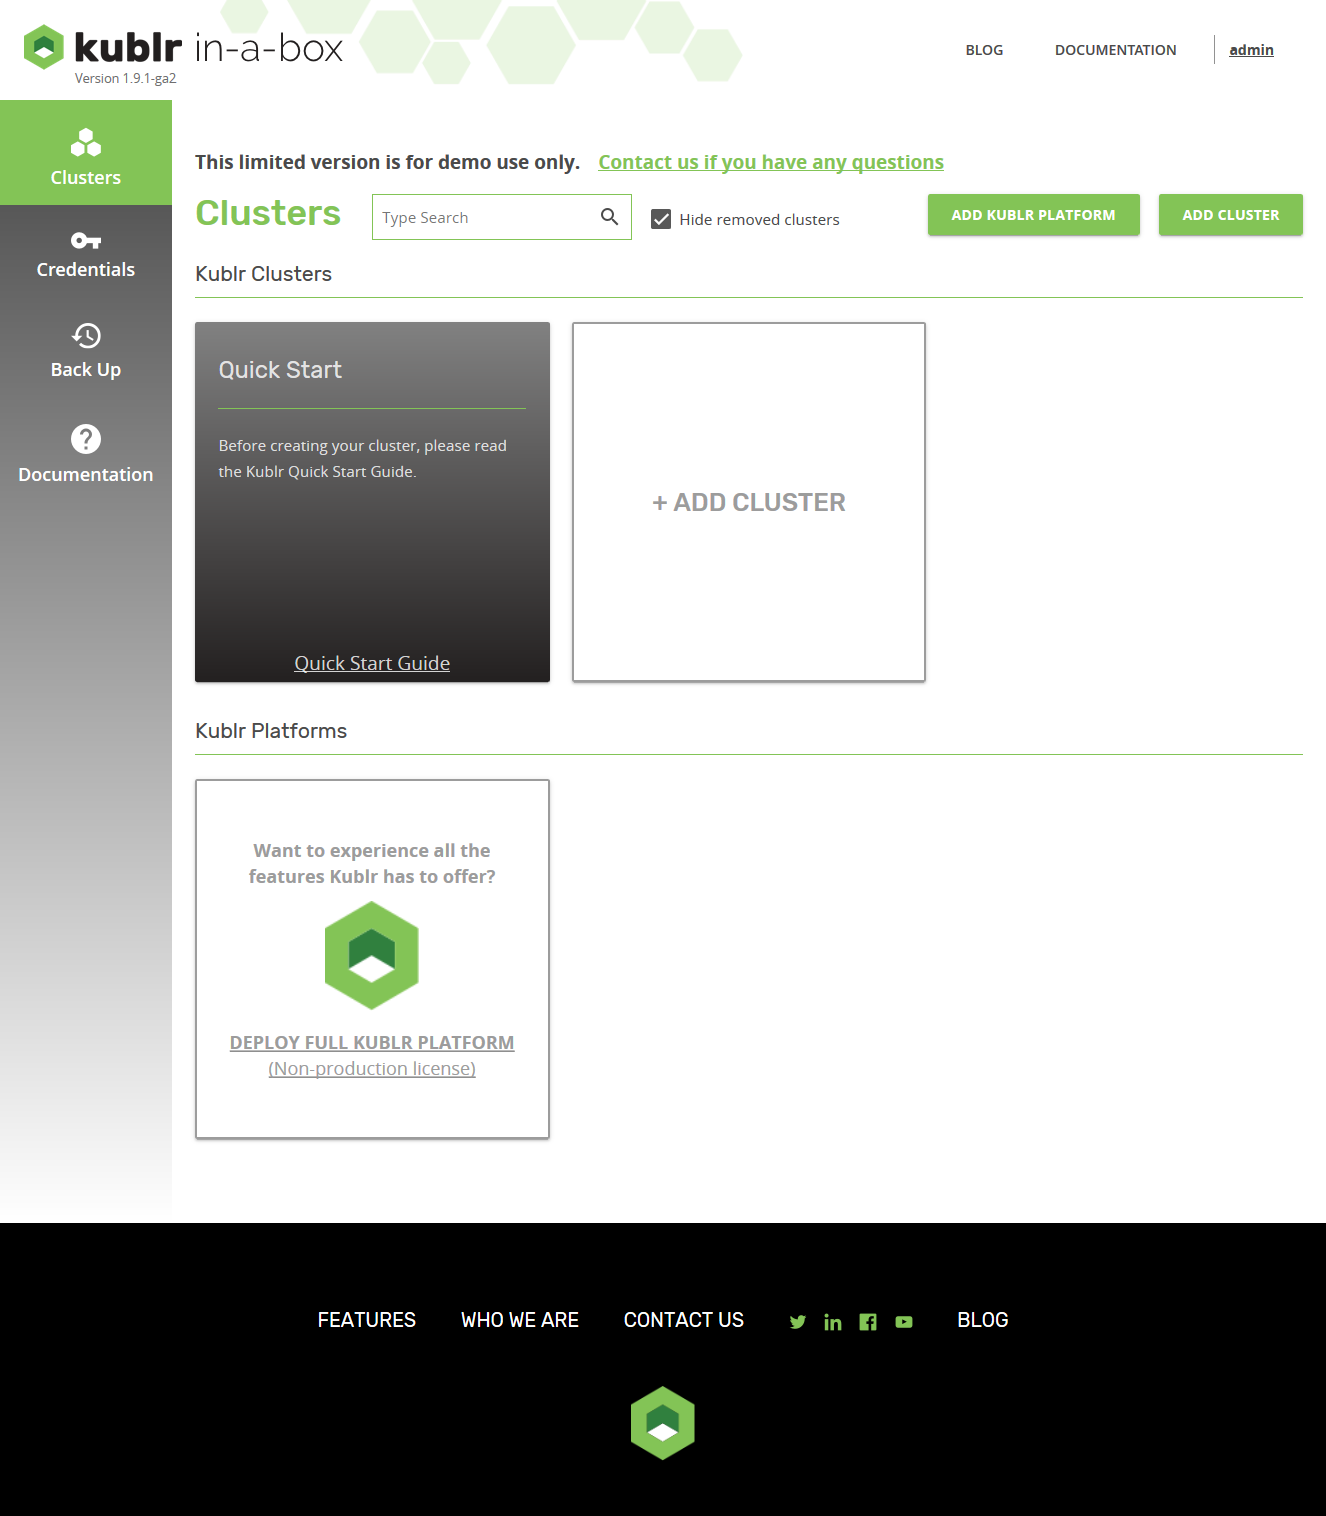 kublr in-a-box
Version 1.9.1-ga2
BLOG
DOCUMENTATION
admin
Clusters
Credentials
Back Up
Documentation
This limited version is for demo use only. Contact us if you have any questions
Clusters
Type Search
Hide removed clusters
ADD KUBLR PLATFORM
ADD CLUSTER
Kublr Clusters
Quick Start
Before creating your cluster, please read
the Kublr Quick Start Guide.
Quick Start Guide
+ ADD CLUSTER
Kublr Platforms
Want to experience all the
features Kublr has to offer?
DEPLOY FULL KUBLR PLATFORM
(Non-production license)
FEATURES
WHO WE ARE
CONTACT US
BLOG